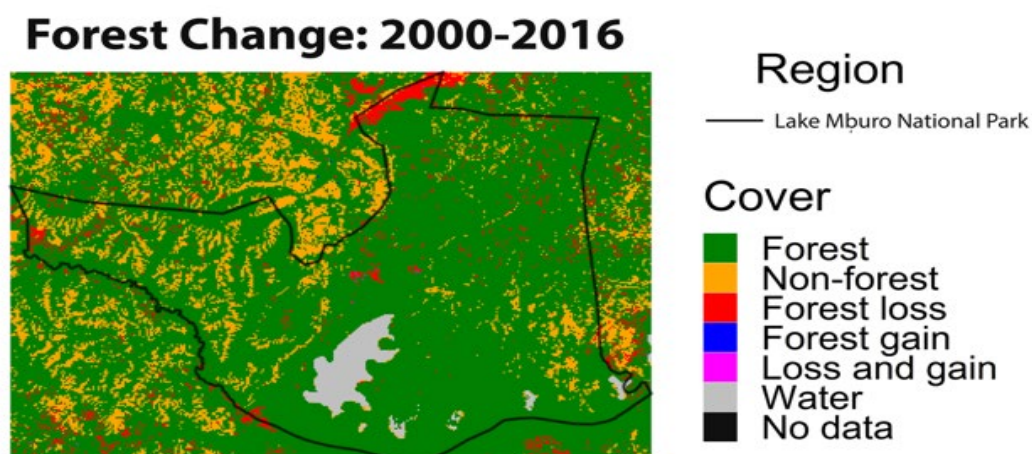 Forest Change: 2000-2016
Region
Lake Mburo National Park
Cover
Forest
Non-forest
Forest loss
Forest gain
Loss and gain
Water
No data